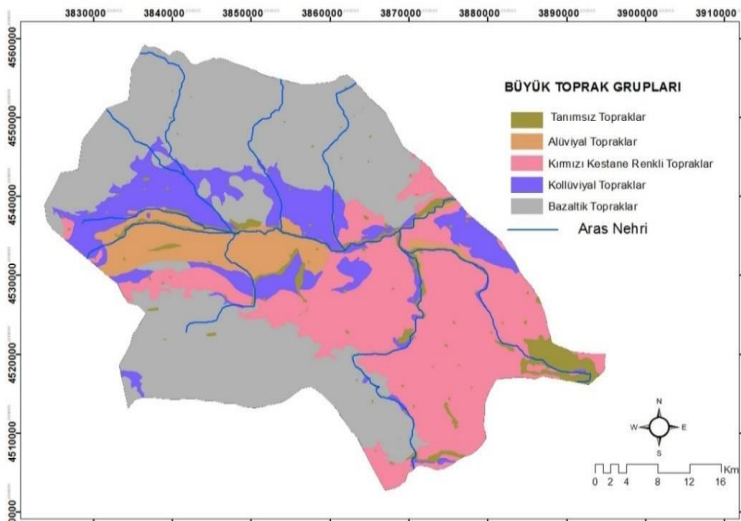 3830000 3840000 3850000 3860000 3870000 3880000 3890000 3900000 3910000
4560000
4550000
4540000
4530000
4520000
4510000
BÜYÜK TOPRAK GRUPLARI
Tanımsız Topraklar
Alüviyal Topraklar
Kırmızı Kestane Renkli Topraklar
Kollüviyal Topraklar
Bazaltik Topraklar
Aras Nehri
N
W E
S
Km
0 2 4 8 12 16